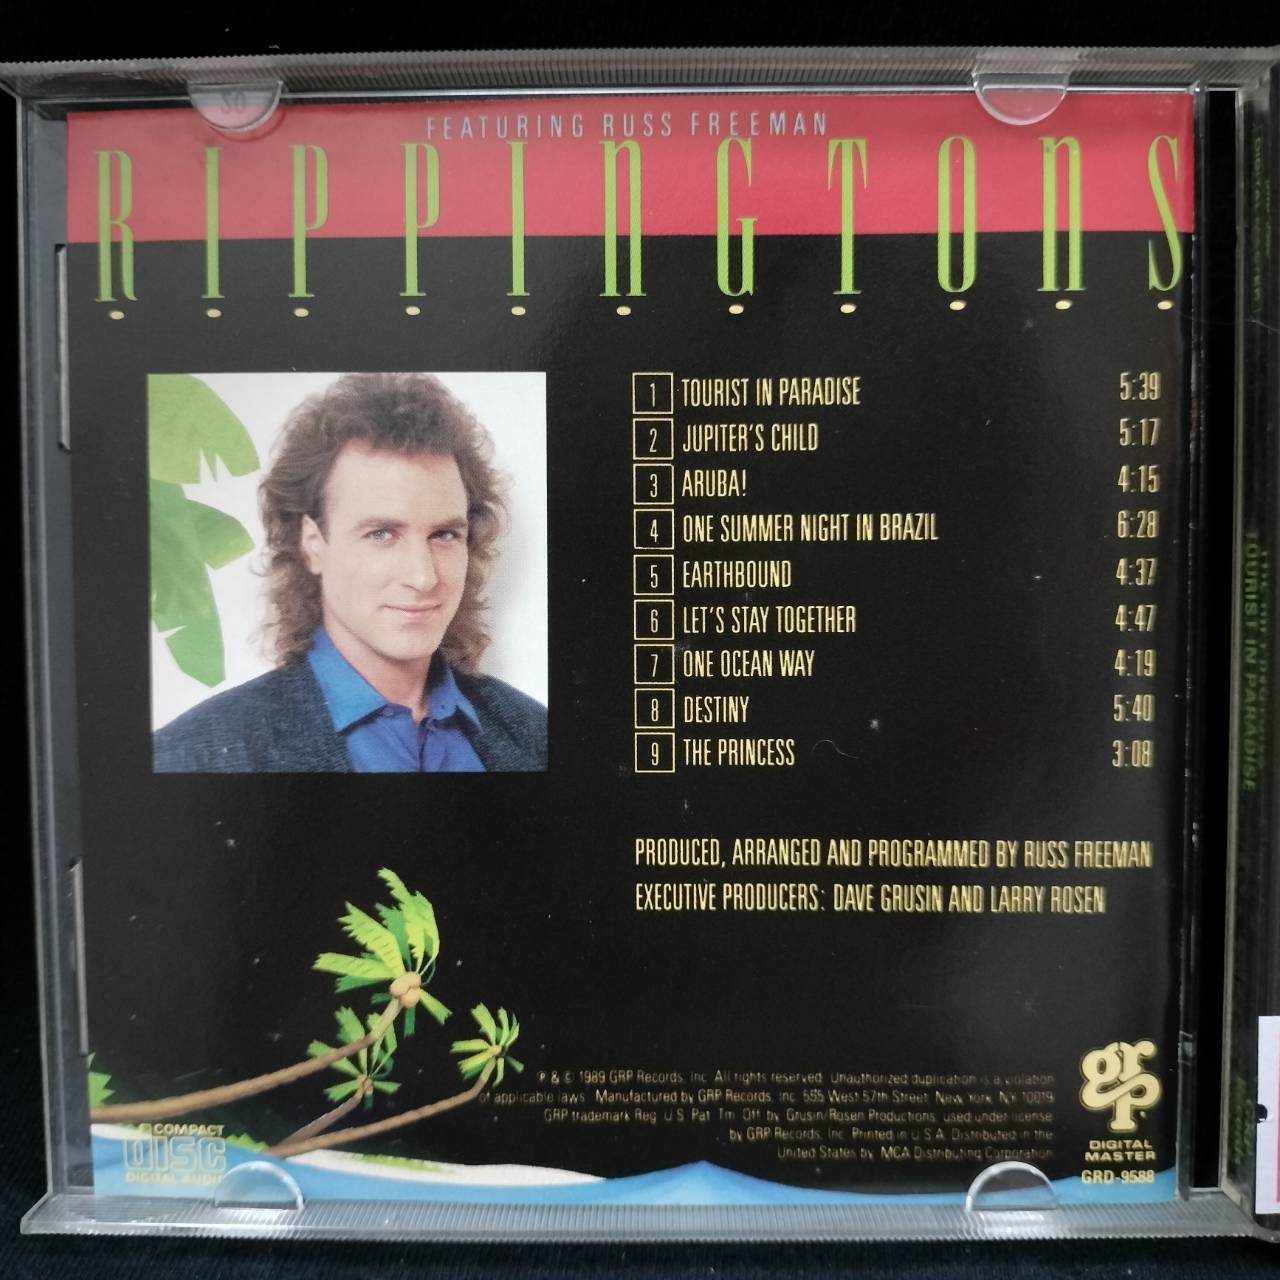 FEATURING RUSS FREEMAN
RIPPINGTONS
1 TOURIST IN PARADISE 5:39
2 JUPITER'S CHILD 5:17
3 ARUBA! 4:15
4 ONE SUMMER NIGHT IN BRAZIL 6:28
5 EARTHBOUND 4:37
6 LET'S STAY TOGETHER 4:47
7 ONE OCEAN WAY 4:19
8 DESTINY 5:40
9 THE PRINCESS 3:08
PRODUCED, ARRANGED AND PROGRAMMED BY RUSS FREEMAN
EXECUTIVE PRODUCERS: DAVE GRUSIN AND LARRY ROSEN
℗ & © 1989 GRP Records, Inc. All rights reserved. Unauthorized duplication is a violation
of applicable laws. Manufactured by GRP Records, Inc. 555 West 57th Street, New York, NY 10019.
GRP trademark Reg. U.S. Pat. Tm. Off. by Grusin/Rosen Productions, used under license
by GRP Records, Inc. Printed in U.S.A. Distributed in the
United States by MCA Distributing Corporation
grp
DIGITAL
MASTER
GRD-9588
COMPACT
disc
DIGITAL AUDIO
TOURIST IN PARADISE